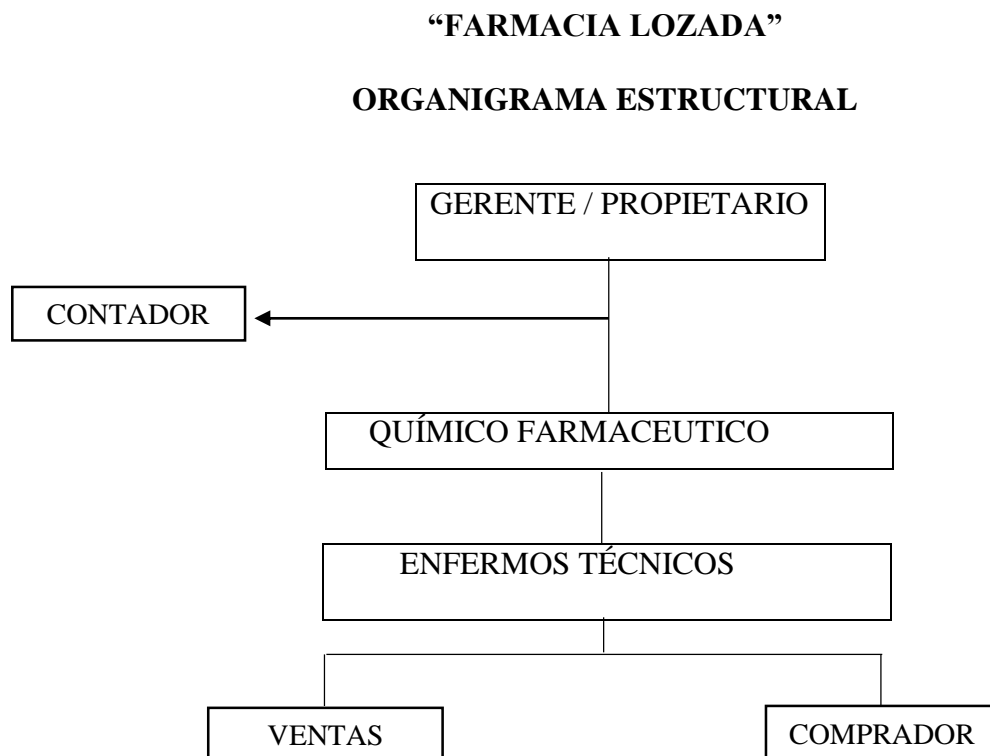 “FARMACIA LOZADA”
ORGANIGRAMA ESTRUCTURAL
GERENTE / PROPIETARIO
CONTADOR
QUÍMICO FARMACEUTICO
ENFERMOS TÉCNICOS
VENTAS
COMPRADOR